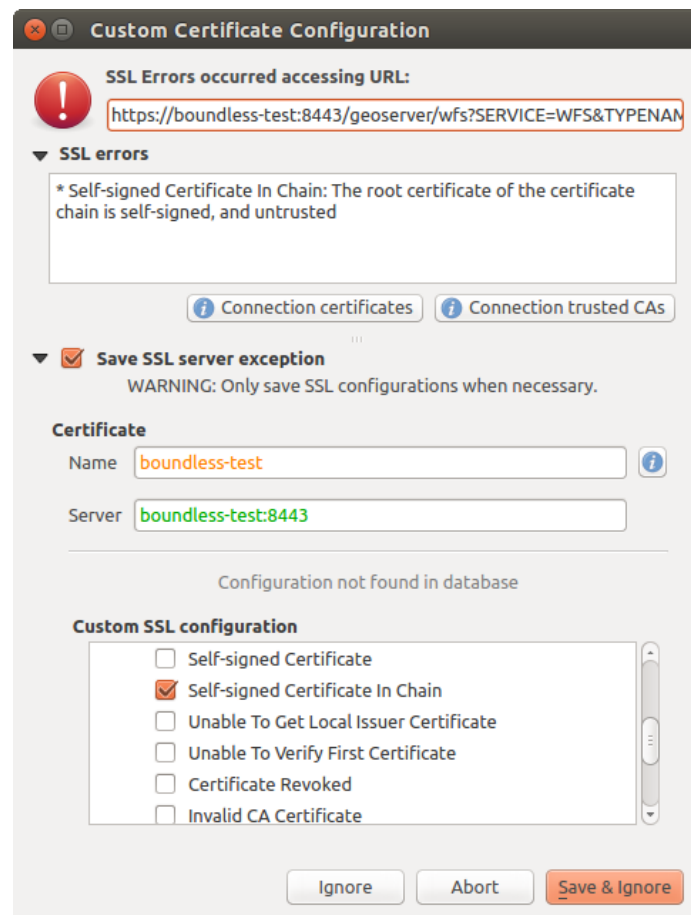 Custom Certificate Configuration
SSL Errors occurred accessing URL:
https://boundless-test:8443/geoserver/wfs?SERVICE=WFS&TYPENAM
SSL errors
* Self-signed Certificate In Chain: The root certificate of the certificate
chain is self-signed, and untrusted
Connection certificates
Connection trusted CAs
Save SSL server exception
WARNING: Only save SSL configurations when necessary.
Certificate
Name boundless-test
Server boundless-test:8443
Configuration not found in database
Custom SSL configuration
Self-signed Certificate
Self-signed Certificate In Chain
Unable To Get Local Issuer Certificate
Unable To Verify First Certificate
Certificate Revoked
Invalid CA Certificate
Ignore Abort Save & Ignore